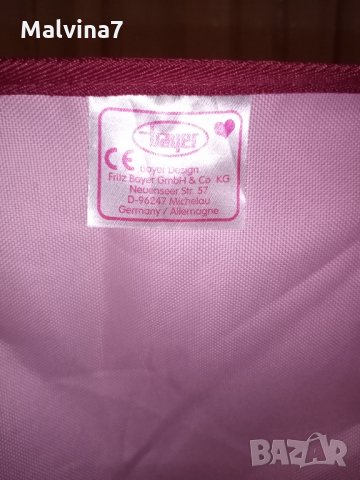 Malvina7
bayer
CE Bayer Design
Fritz Bayer GmbH & Co KG
Neuenseer Str. 57
D-96247 Michelau
Germany / Allemagne
BAZAR